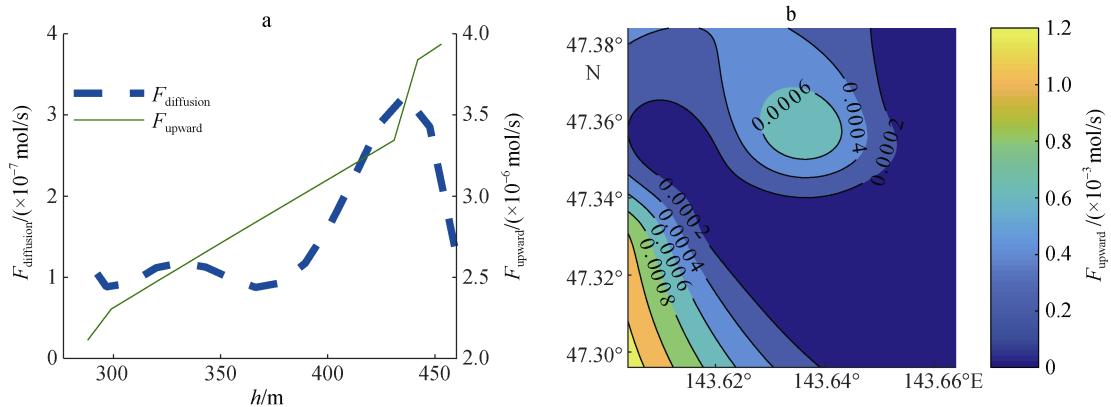 a
4
3
2
1
0
F_diffusion/(×10⁻⁷ mol/s)
F_diffusion
F_upward
4.0
3.5
3.0
2.5
2.0
F_upward/(×10⁻⁶ mol/s)
300 350 400 450
h/m
b
47.38°
N
47.36°
47.34°
47.32°
47.30°
0.0006
0.0004
0.0002
0.0002
0.0004
0.0006
0.0008
143.62° 143.64° 143.66°E
1.2
1.0
0.8
0.6
0.4
0.2
0
F_upward/(×10⁻³ mol/s)